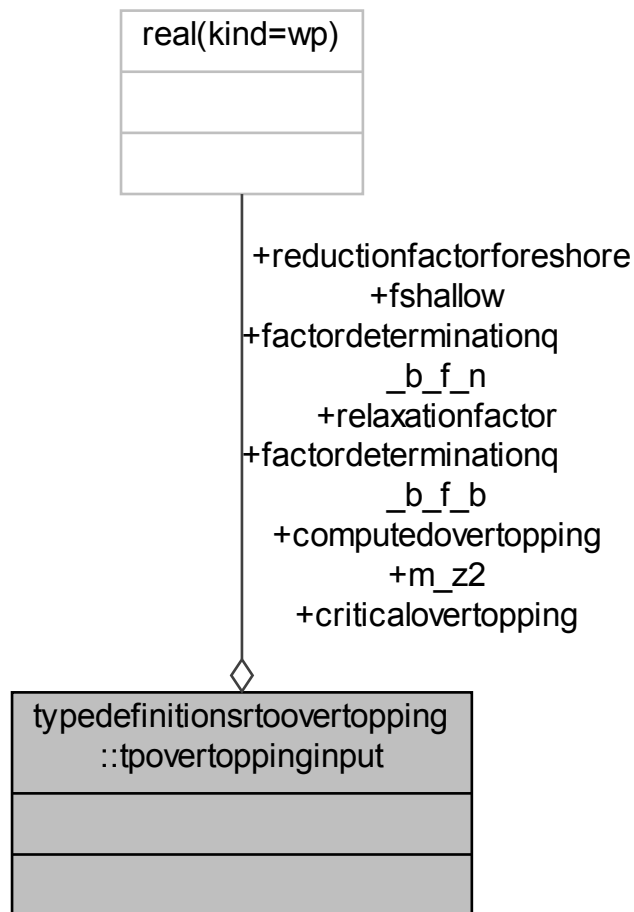 real(kind=wp)
+reductionfactorforeshore
+fshallow
+factordeterminationq
_b_f_n
+relaxationfactor
+factordeterminationq
_b_f_b
+computedovertopping
+m_z2
+criticalovertopping
typedefinitionsrtoovertopping
::tpovertoppinginput